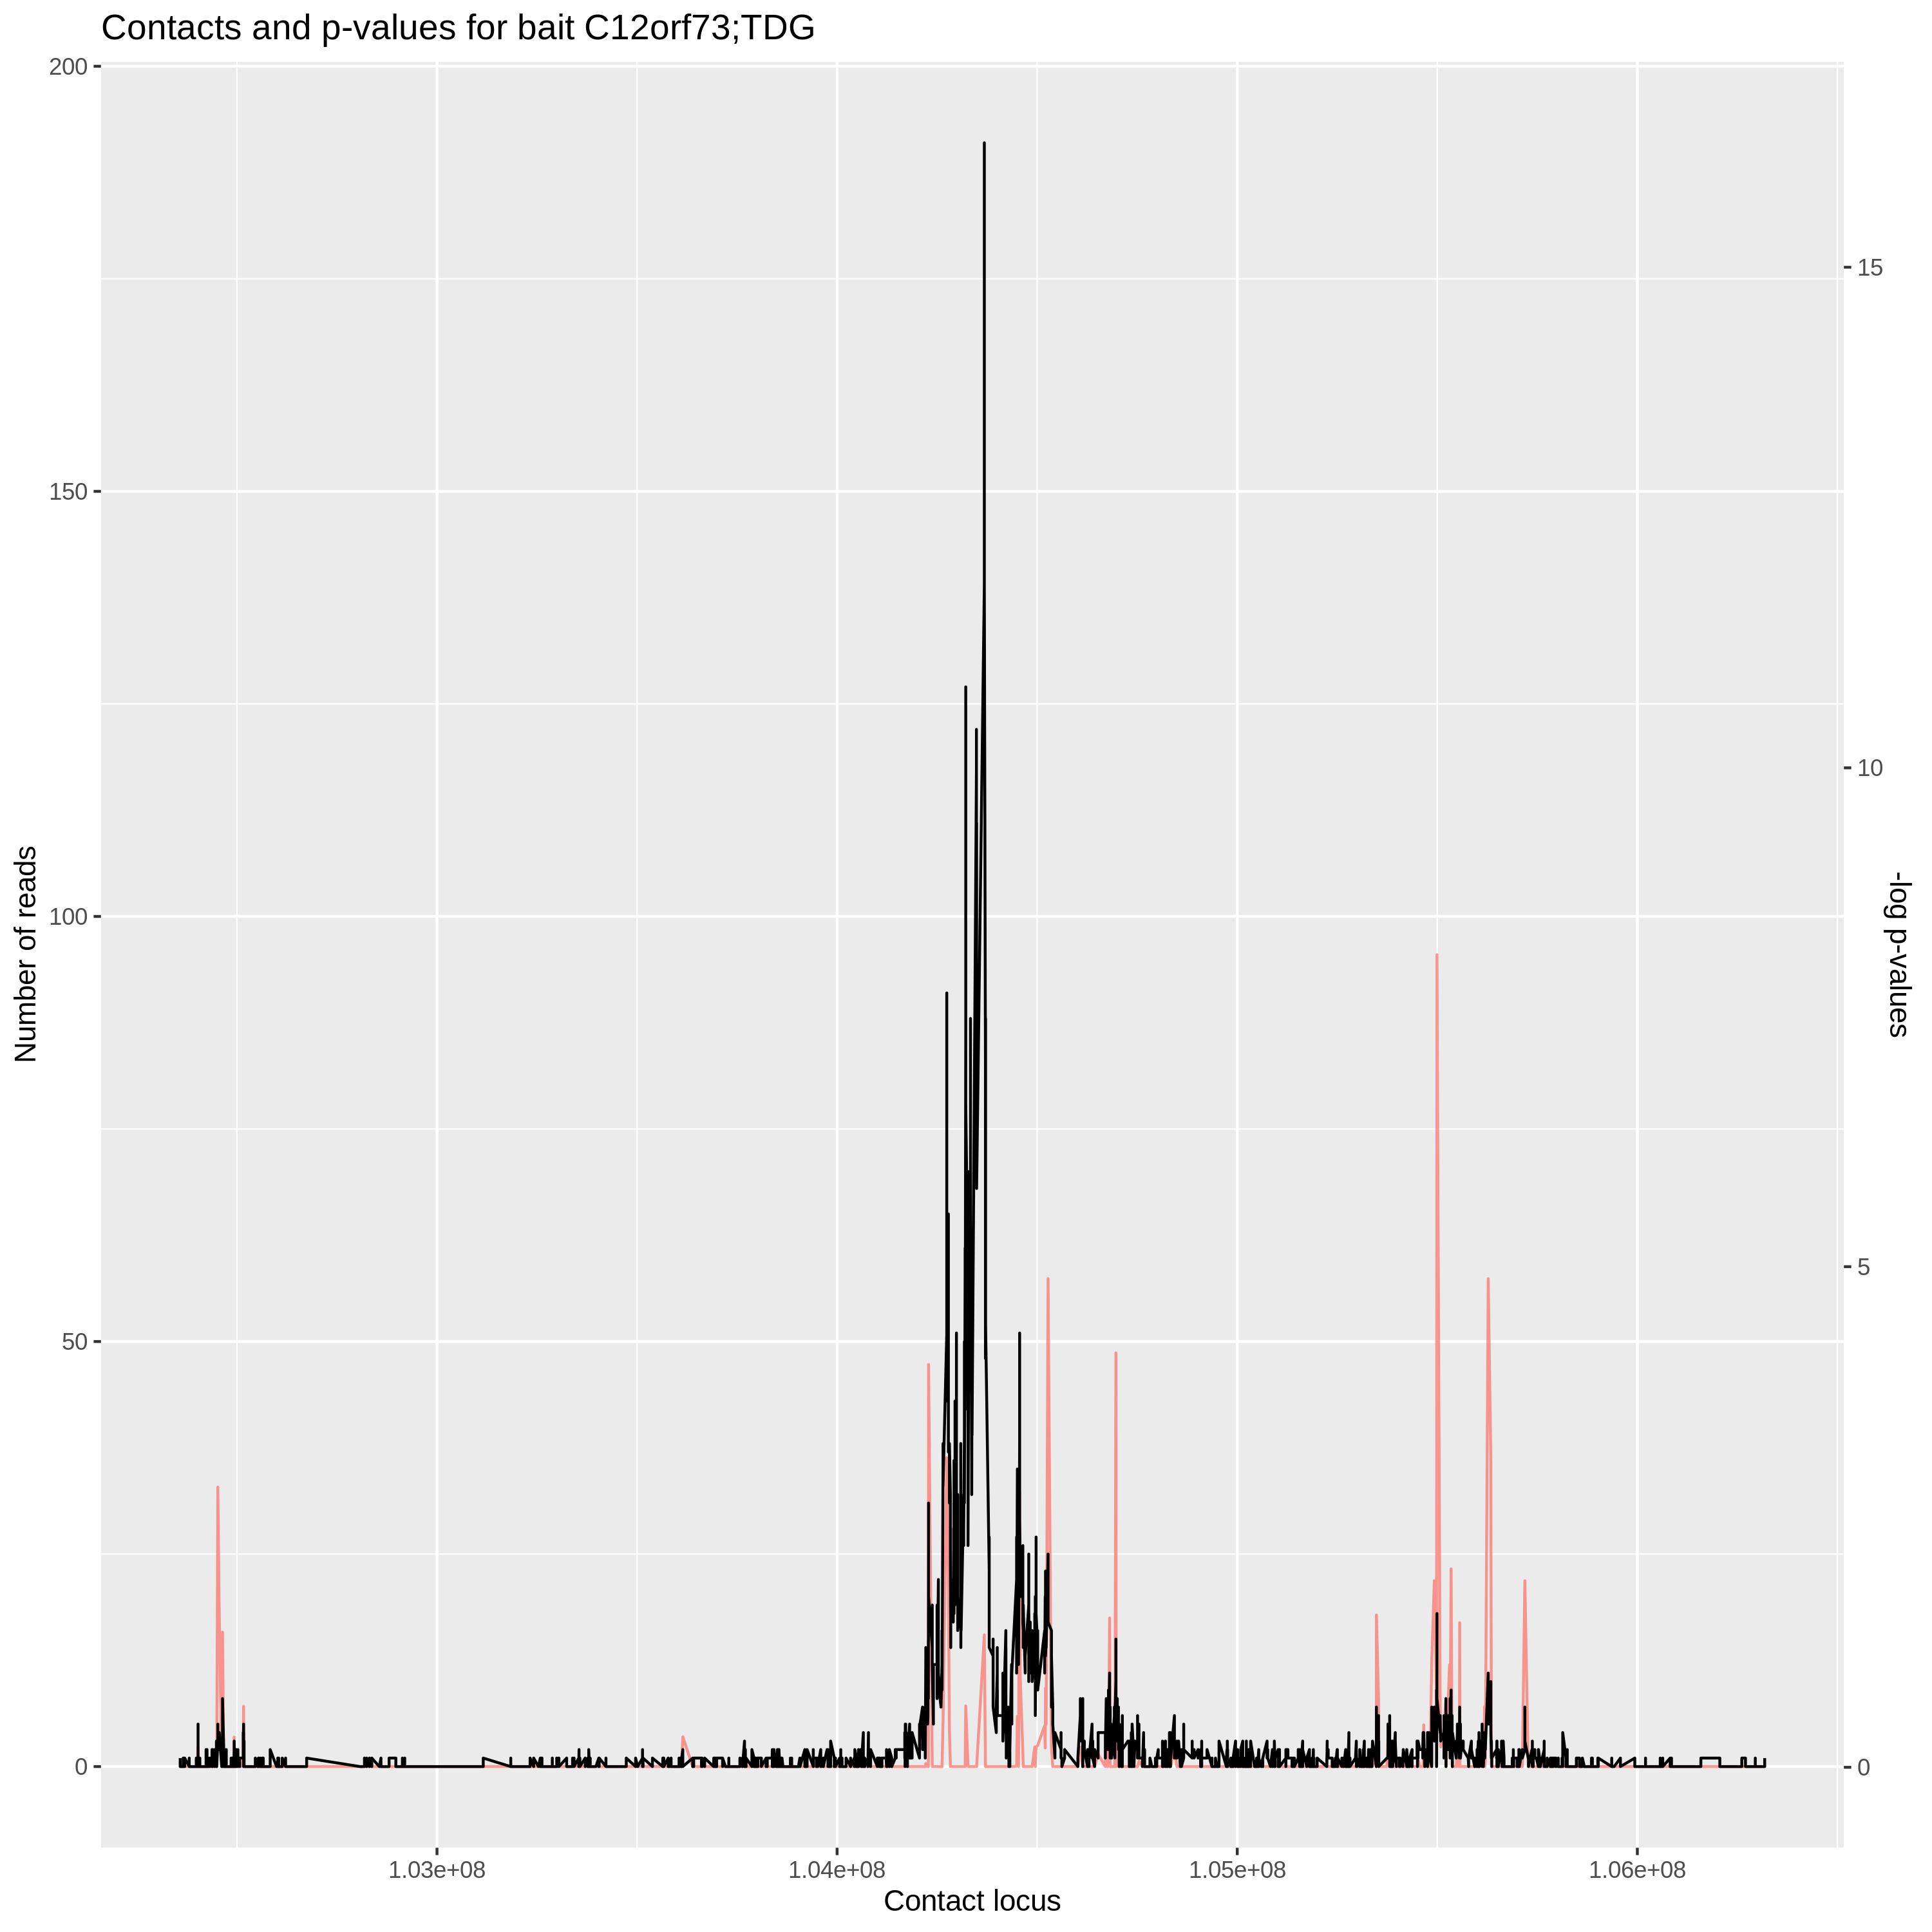 Contacts and p-values for bait C12orf73;TDG
200
150
100
50
0
Number of reads
15
10
5
0
-log p-values
1.03e+08
1.04e+08
1.05e+08
1.06e+08
Contact locus